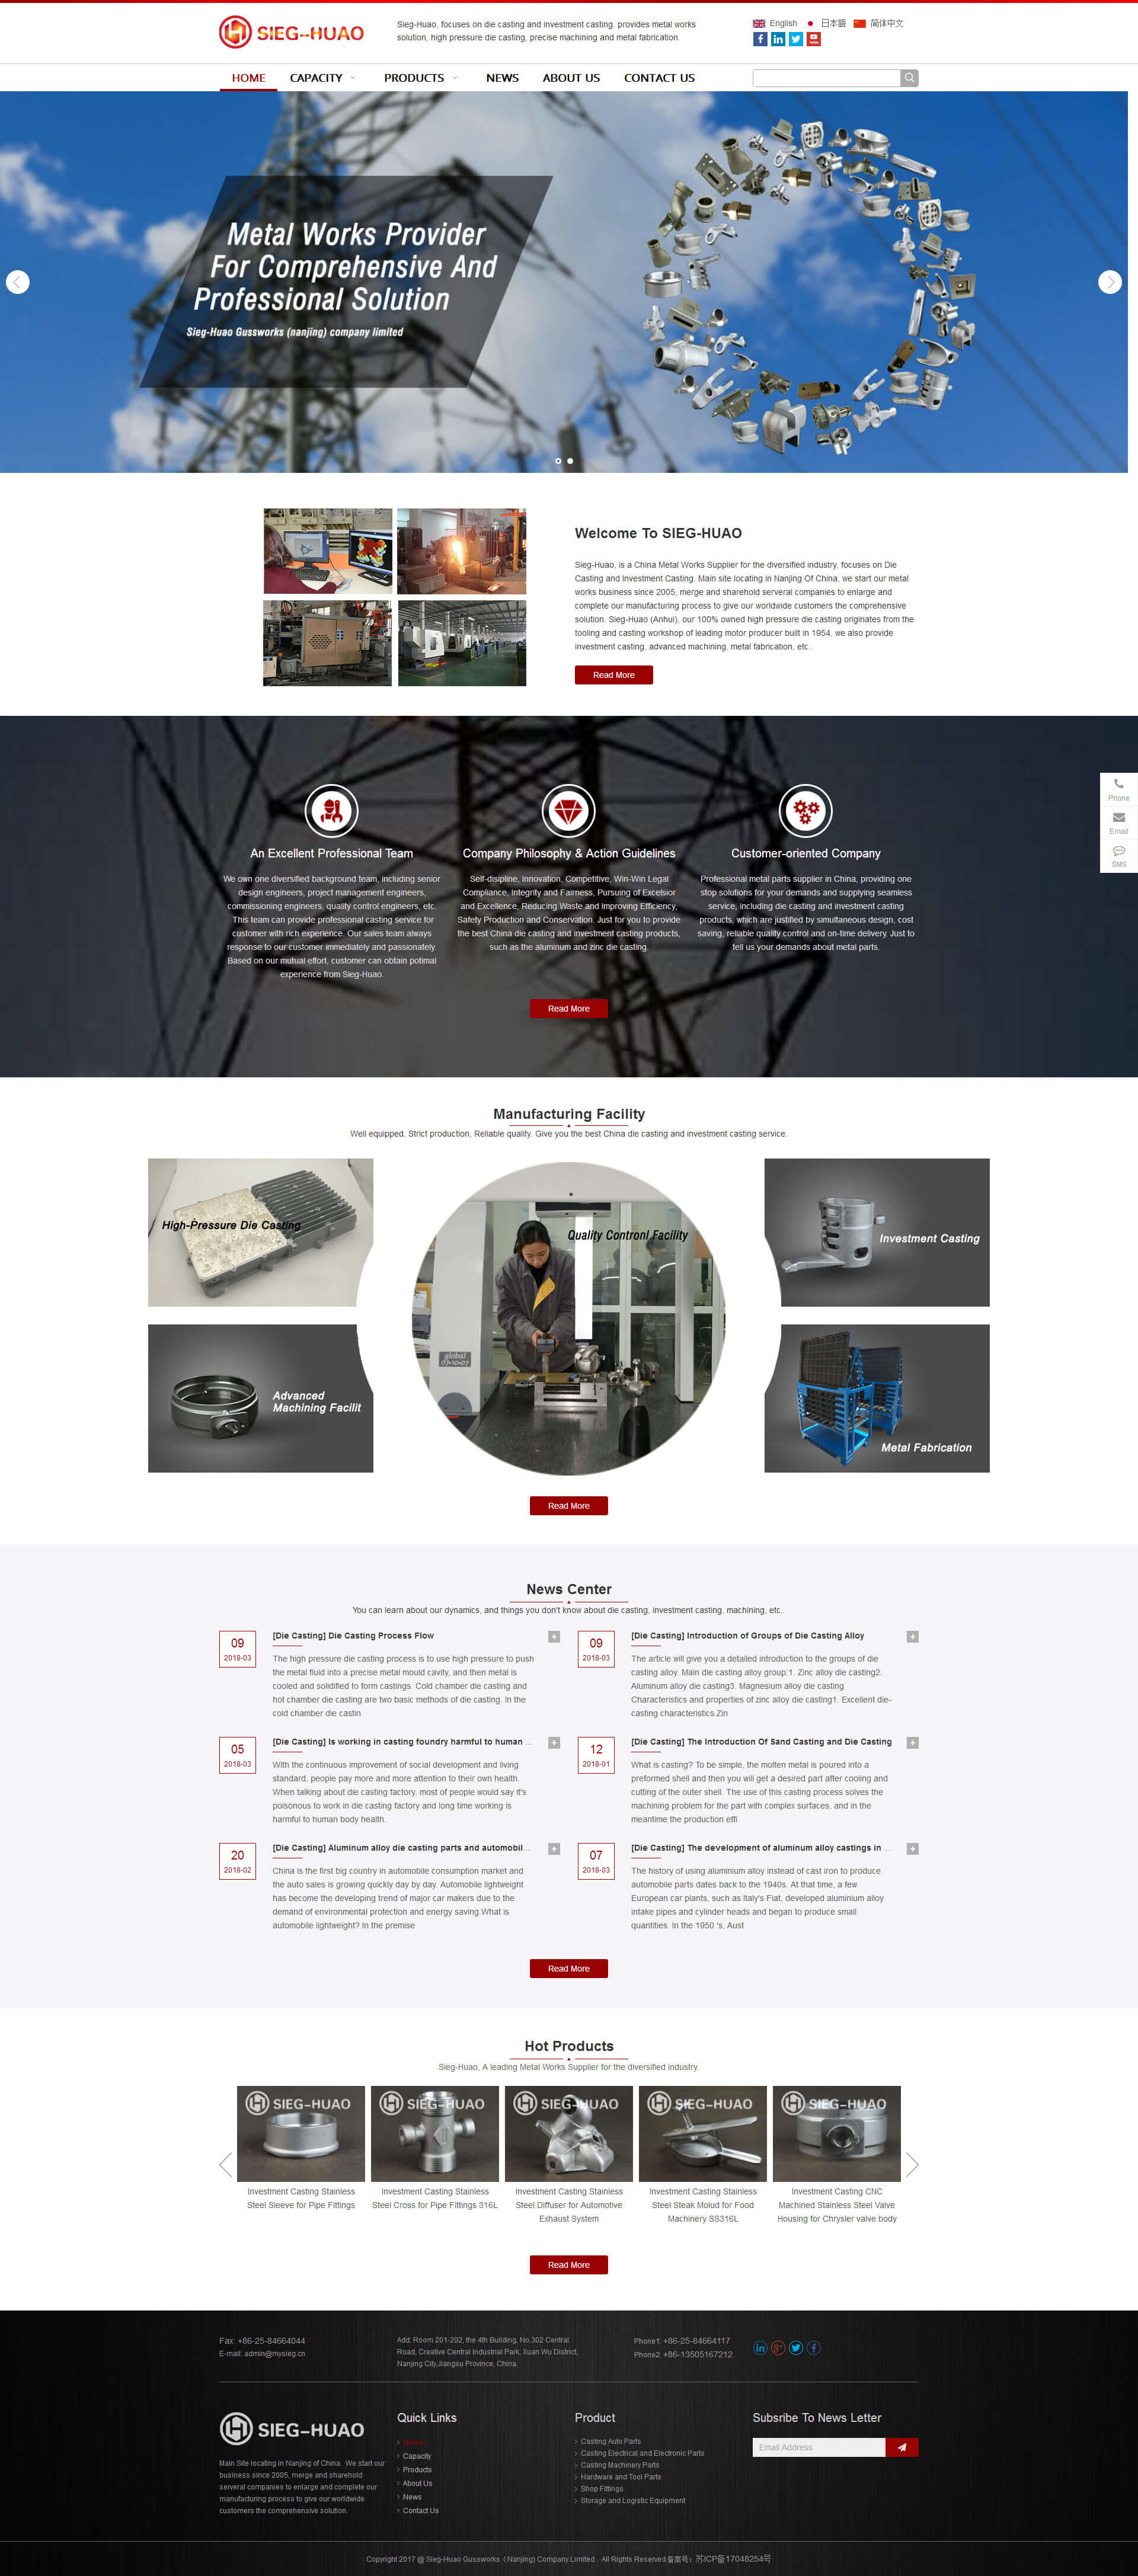 SIEG-HUAO
Sieg-Huao, focuses on die casting and investment casting, provides metal works
solution, high pressure die casting, precise machining and metal fabrication.
English 日本語 简体中文
HOME CAPACITY PRODUCTS NEWS ABOUT US CONTACT US
Metal Works Provider
For Comprehensive And
Professional Solution
Sieg-Huao Gussworks (nanjing) company limited
Welcome To SIEG-HUAO
Sieg-Huao, is a China Metal Works Supplier for the diversified industry, focuses on Die
Casting and Investment Casting. Main site locating in Nanjing Of China, we start our metal
works business since 2005, merge and sharehold serveral companies to enlarge and
complete our manufacturing process to give our worldwide customers the comprehensive
solution. Sieg-Huao (Anhui), our 100% owned high pressure die casting originates from the
tooling and casting workshop of leading motor producer built in 1954, we also provide
investment casting, advanced machining, metal fabrication, etc..
Read More
Phone
Email
SMS
An Excellent Professional Team
We own one diversified background team, including senior
design engineers, project management engineers,
commissioning engineers, quality control engineers, etc.
This team can provide professional casting service for
customer with rich experience. Our sales team always
response to our customer immediately and passionately.
Based on our mutual effort, customer can obtain potimal
experience from Sieg-Huao.
Company Philosophy & Action Guidelines
Self-disipline, Innovation, Competitive, Win-Win Legal
Compliance, Integrity and Fairness, Pursuing of Excelsior
and Excellence, Reducing Waste and Improving Efficiency,
Safety Production and Conservation. Just for you to provide
the best China die casting and investment casting products,
such as the aluminum and zinc die casting.
Customer-oriented Company
Professional metal parts supplier in China, providing one
stop solutions for your demands and supplying seamless
service, including die casting and investment casting
products, which are justified by simultaneous design, cost
saving, reliable quality control and on-time delivery. Just to
tell us your demands about metal parts.
Read More
Manufacturing Facility
Well equipped, Strict production, Reliable quality. Give you the best China die casting and investment casting service.
High-Pressure Die Casting
Quality Contronl Facility
global
07·10·07
Investment Casting
Advanced
Machining Facilit
Metal Fabrication
Read More
News Center
You can learn about our dynamics, and things you don't know about die casting, investment casting, machining, etc..
09
2018-03
[Die Casting] Die Casting Process Flow
The high pressure die casting process is to use high pressure to push
the metal fluid into a precise metal mould cavity, and then metal is
cooled and solidified to form castings. Cold chamber die casting and
hot chamber die casting are two basic methods of die casting. In the
cold chamber die castin
09
2018-03
[Die Casting] Introduction of Groups of Die Casting Alloy
The article will give you a detailed introduction to the groups of die
casting alloy. Main die casting alloy group:1. Zinc alloy die casting2.
Aluminum alloy die casting3. Magnesium alloy die casting
Characteristics and properties of zinc alloy die casting1. Excellent die-
casting characteristics.Zin
05
2018-03
[Die Casting] Is working in casting foundry harmful to human ...
With the continuous improvement of social development and living
standard, people pay more and more attention to their own health.
When talking about die casting factory, most of people would say it's
poisonous to work in die casting factory and long time working is
harmful to human body health.
12
2018-01
[Die Casting] The Introduction Of Sand Casting and Die Casting
What is casting? To be simple, the molten metal is poured into a
preformed shell and then you will get a desired part after cooling and
cutting of the outer shell. The use of this casting process solves the
machining problem for the part with complex surfaces, and in the
meantime the production effi
20
2018-02
[Die Casting] Aluminum alloy die casting parts and automobil...
China is the first big country in automobile consumption market and
the auto sales is growing quickly day by day. Automobile lightweight
has become the developing trend of major car makers due to the
demand of environmental protection and energy saving.What is
automobile lightweight? In the premise
07
2018-03
[Die Casting] The development of aluminum alloy castings in ...
The history of using aluminium alloy instead of cast iron to produce
automobile parts dates back to the 1940s. At that time, a few
European car plants, such as Italy's Fiat, developed aluminium alloy
intake pipes and cylinder heads and began to produce small
quantities. In the 1950 's, Aust
Read More
Hot Products
Sieg-Huao, A leading Metal Works Supplier for the diversified industry
SIEG-HUAO SIEG-HUAO SIEG-HUAO SIEG-HUAO SIEG-HUAO
Investment Casting Stainless
Steel Sleeve for Pipe Fittings
Investment Casting Stainless
Steel Cross for Pipe Fittings 316L
Investment Casting Stainless
Steel Diffuser for Automotive
Exhaust System
Investment Casting Stainless
Steel Steak Molud for Food
Machinery SS316L
Investment Casting CNC
Machined Stainless Steel Valve
Housing for Chrysler valve body
Read More
Fax: +86-25-84664044
E-mail: admin@mysieg.cn
Add: Room 201-202, the 4th Building, No.302 Central
Road, Creative Central Industrial Park, Xuan Wu District,
Nanjing City,Jiangsu Province, China.
Phone1: +86-25-84664117
Phone2: +86-13505167212
SIEG-HUAO
Main Site locating in Nanjing of China. We start our
business since 2005, merge and sharehold
serveral companies to enlarge and complete our
manufacturing process to give our worldwide
customers the comprehensive solution.
Quick Links
Home
Capacity
Products
About Us
News
Contact Us
Product
Casting Auto Parts
Casting Electrical and Electronic Parts
Casting Machinery Parts
Hardware and Tool Parts
Shop Fittings
Storage and Logistic Equipment
Subsribe To News Letter
Email Address
Copyright 2017 @ Sieg-Huao Gussworks（Nanjing) Company Limited . All Rights Reserved.备案号：苏ICP备17048254号